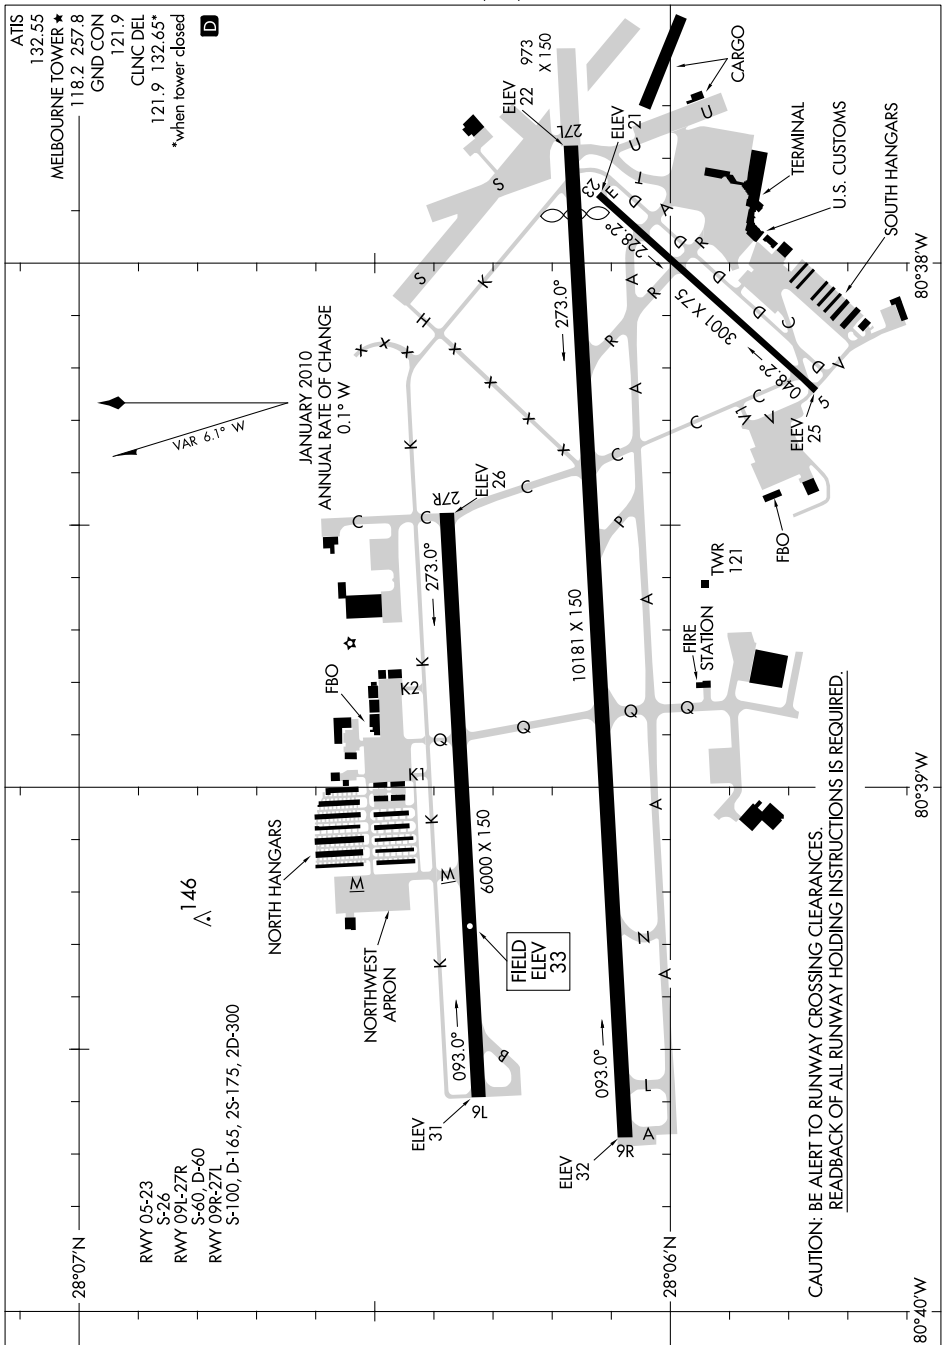 ATIS
132.55
MELBOURNE TOWER ★
118.2 257.8
GND CON
121.9
CLNC DEL
121.9 132.65*
*when tower closed
D
RWY 05-23
S-26
RWY 09L-27R
S-60, D-60
RWY 09R-27L
S-100, D-165, 2S-175, 2D-300
28°07'N
28°06'N
80°40'W
80°39'W
80°38'W
VAR 6.1° W
JANUARY 2010
ANNUAL RATE OF CHANGE
0.1° W
146
NORTH HANGARS
NORTHWEST
APRON
FBO
K2
K1
W
W
K
K
K
K
K
Q
Q
Q
Q
C
C
C
C
C
C
C
H
S
S
X
X
X
X
X
X
X
B
9L
ELEV
31
093.0°
6000 X 150
FIELD
ELEV
33
273.0°
27R
ELEV
26
9R
ELEV
32
093.0°
10181 X 150
273.0°
27L
ELEV
22
973
X 150
23
ELEV
21
228.2°
3001 X 75
048.2°
5
ELEV
25
A
L
A
N
A
A
A
A
A
P
R
R
R
D
D
D
D
D
E
T
U
U
V
V
V1
CARGO
TERMINAL
U.S. CUSTOMS
SOUTH HANGARS
FBO
TWR
121
FIRE
STATION
CAUTION: BE ALERT TO RUNWAY CROSSING CLEARANCES.
READBACK OF ALL RUNWAY HOLDING INSTRUCTIONS IS REQUIRED.